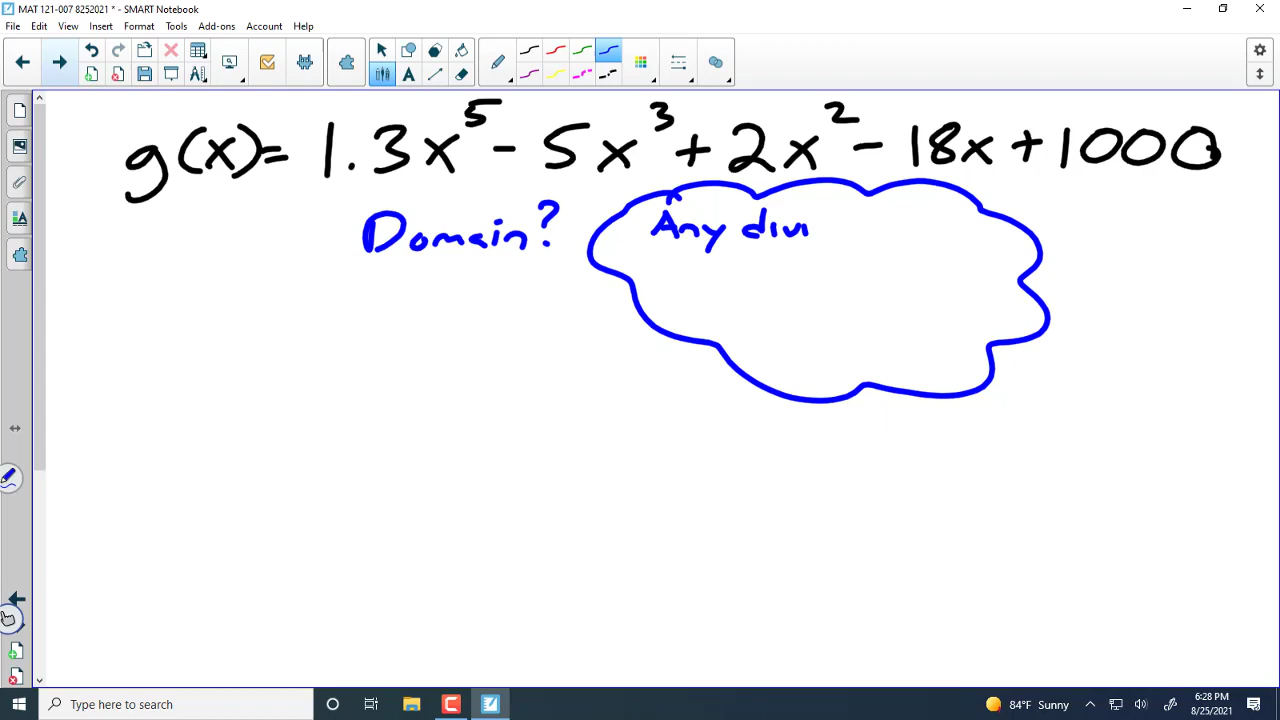 MAT 121-007 8252021 * - SMART Notebook
File Edit View Insert Format Tools Add-ons Account Help
g(x)= 1.3x⁵ - 5x³ + 2x² - 18x + 1000
Domain? Any divi
Type here to search
84°F Sunny
6:28 PM
8/25/2021